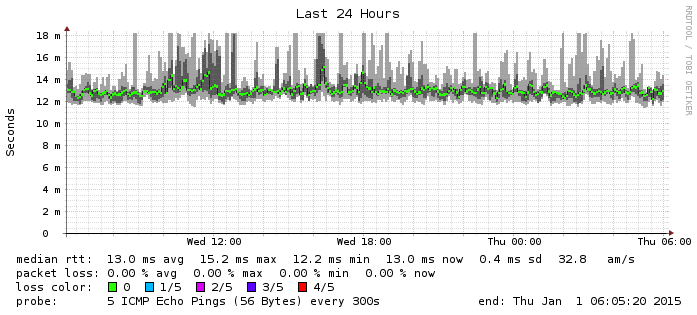 Last 24 Hours
RRDTOOL / TOBI OETIKER
Seconds
18 m
16 m
14 m
12 m
10 m
8 m
6 m
4 m
2 m
0
Wed 12:00 Wed 18:00 Thu 00:00 Thu 06:00
median rtt: 13.0 ms avg 15.2 ms max 12.2 ms min 13.0 ms now 0.4 ms sd 32.8 am/s
packet loss: 0.00 % avg 0.00 % max 0.00 % min 0.00 % now
loss color: 0 1/5 2/5 3/5 4/5
probe: 5 ICMP Echo Pings (56 Bytes) every 300s end: Thu Jan 1 06:05:20 2015